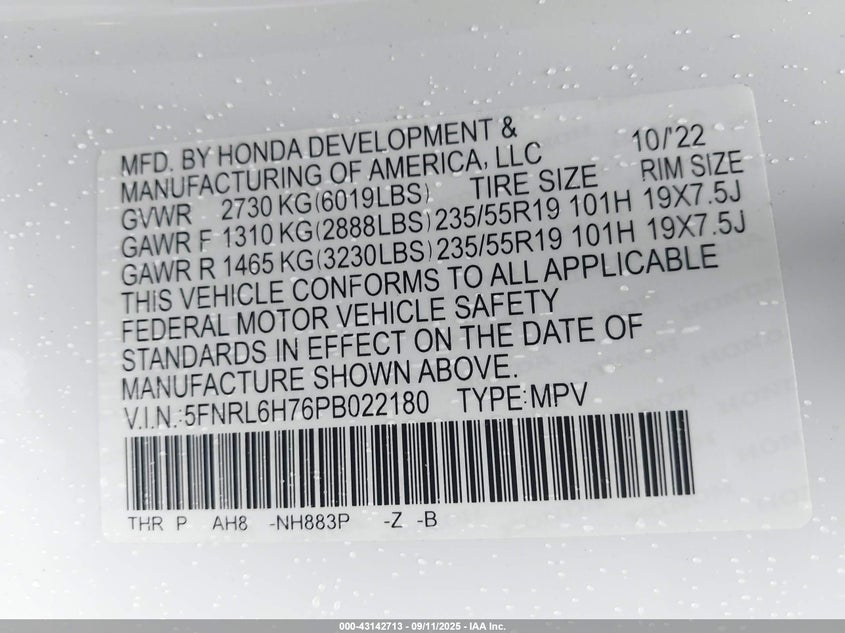 MFD. BY HONDA DEVELOPMENT & 10/'22
MANUFACTURING OF AMERICA, LLC
GVWR 2730 KG(6019LBS) TIRE SIZE RIM SIZE
GAWR F 1310 KG(2888LBS) 235/55R19 101H 19X7.5J
GAWR R 1465 KG(3230LBS) 235/55R19 101H 19X7.5J
THIS VEHICLE CONFORMS TO ALL APPLICABLE
FEDERAL MOTOR VEHICLE SAFETY
STANDARDS IN EFFECT ON THE DATE OF
MANUFACTURE SHOWN ABOVE.
V.I.N.:5FNRL6H76PB022180 TYPE:MPV
THR P AH8 -NH883P -Z -B
000-43142713 - 09/11/2025 - IAA Inc.